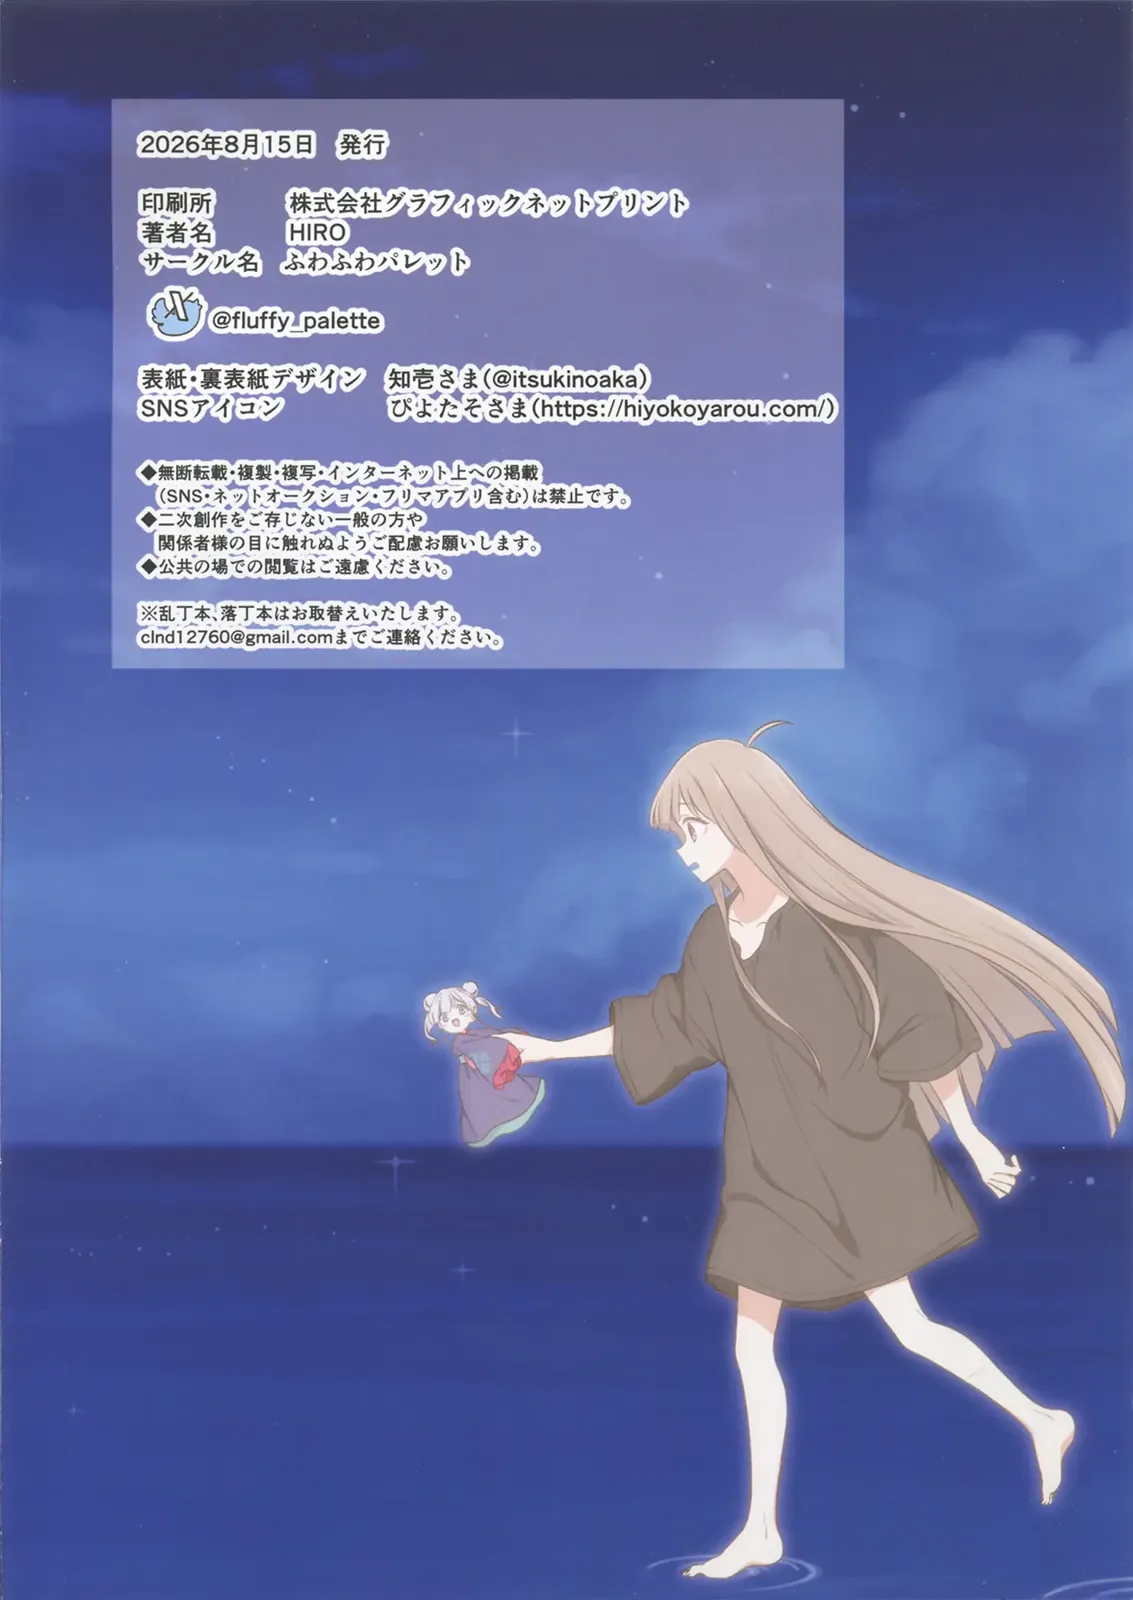 2026年8月15日　発行
印刷所　株式会社グラフィックネットプリント
著者名　HIRO
サークル名　ふわふわパレット
@fluffy_palette
表紙・裏表紙デザイン　知壱さま(@itsukinoaka)
SNSアイコン　ぴよたそさま(https://hiyokoyarou.com/)
◆無断転載・複製・複写・インターネット上への掲載
(SNS・ネットオークション・フリマアプリ含む)は禁止です。
◆二次創作をご存じない一般の方や
関係者様の目に触れぬようご配慮お願いします。
◆公共の場での閲覧はご遠慮ください。
※乱丁本、落丁本はお取替えいたします。
clnd12760@gmail.comまでご連絡ください。